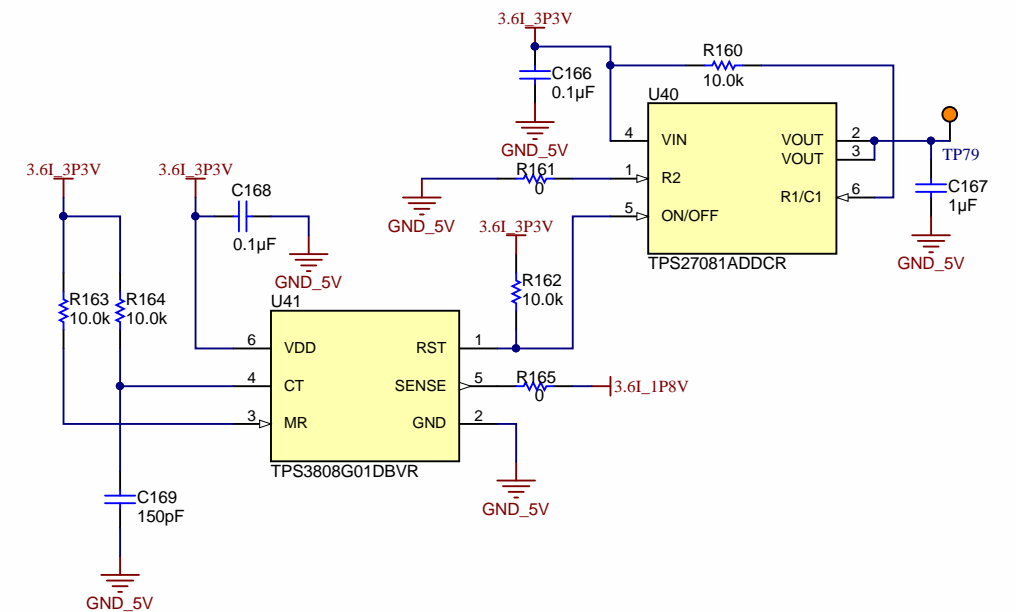 3.6I_3P3V
R160
10.0k
C166
0.1µF
U40
GND_5V
4
VIN
VOUT
2
VOUT
3
TP79
R161
0
1
R2
R1/C1
6
C167
1µF
GND_5V
5
ON/OFF
GND_5V
TPS27081ADDCR
3.6I_3P3V
3.6I_3P3V
C168
0.1µF
GND_5V
3.6I_3P3V
R162
10.0k
R163
10.0k
R164
10.0k
U41
6
VDD
RST
1
4
CT
SENSE
5
R165
0
3.6I_1P8V
3
MR
GND
2
TPS3808G01DBVR
GND_5V
C169
150pF
GND_5V